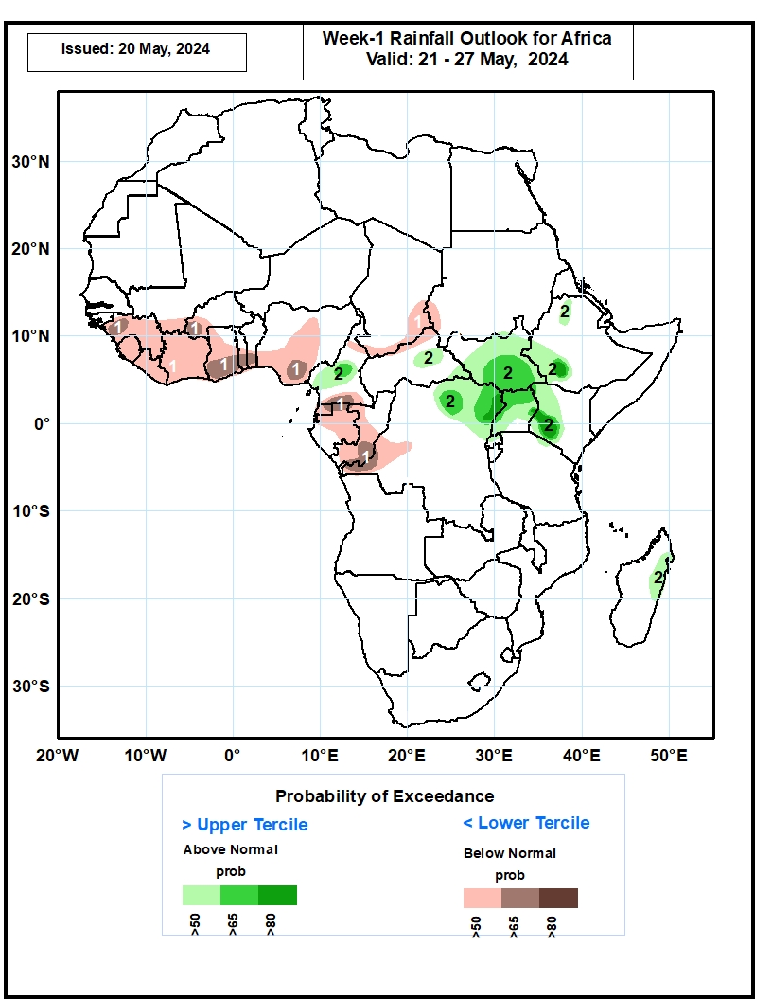 Issued: 20 May, 2024
Week-1 Rainfall Outlook for Africa
Valid: 21 - 27 May, 2024
30°N
20°N
10°N
0°
10°S
20°S
30°S
1
1
1
1
1
1
1
1
2
2
2
2
2
2
2
2
20°W
10°W
0°
10°E
20°E
30°E
40°E
50°E
Probability of Exceedance
> Upper Tercile
< Lower Tercile
Above Normal
Below Normal
prob
prob
>50
>65
>80
>50
>65
>80